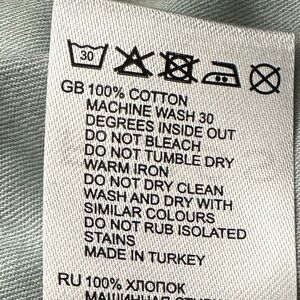 30
GB 100% COTTON
MACHINE WASH 30
DEGREES INSIDE OUT
DO NOT BLEACH
DO NOT TUMBLE DRY
WARM IRON
DO NOT DRY CLEAN
WASH AND DRY WITH
SIMILAR COLOURS
DO NOT RUB ISOLATED
STAINS
MADE IN TURKEY
RU 100% ХЛОПОК
МАШИННАЯ